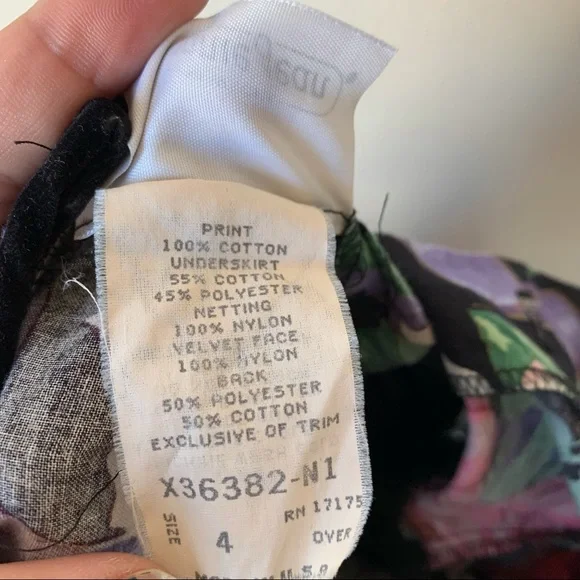 PRINT
100% COTTON
UNDERSKIRT
55% COTTON
45% POLYESTER
NETTING
100% NYLON
VELVET FACE
100% NYLON
BACK
50% POLYESTER
50% COTTON
EXCLUSIVE OF TRIM
X36382-N1
RN 17175
SIZE 4 OVER